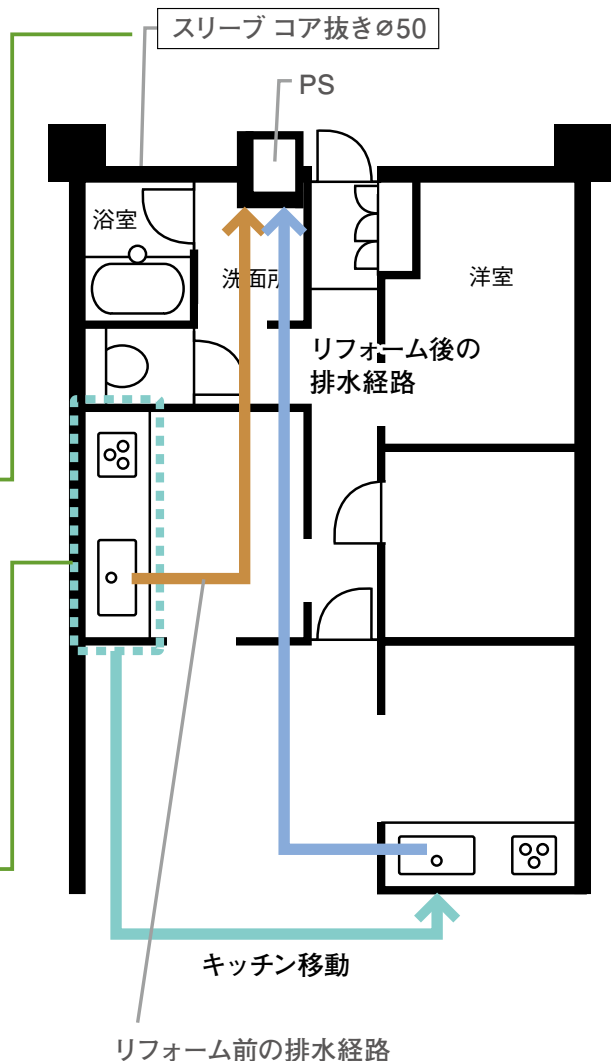 スリーブ コア抜きø50
PS
浴室
洗面所
洋室
リフォーム後の
排水経路
キッチン移動
リフォーム前の排水経路